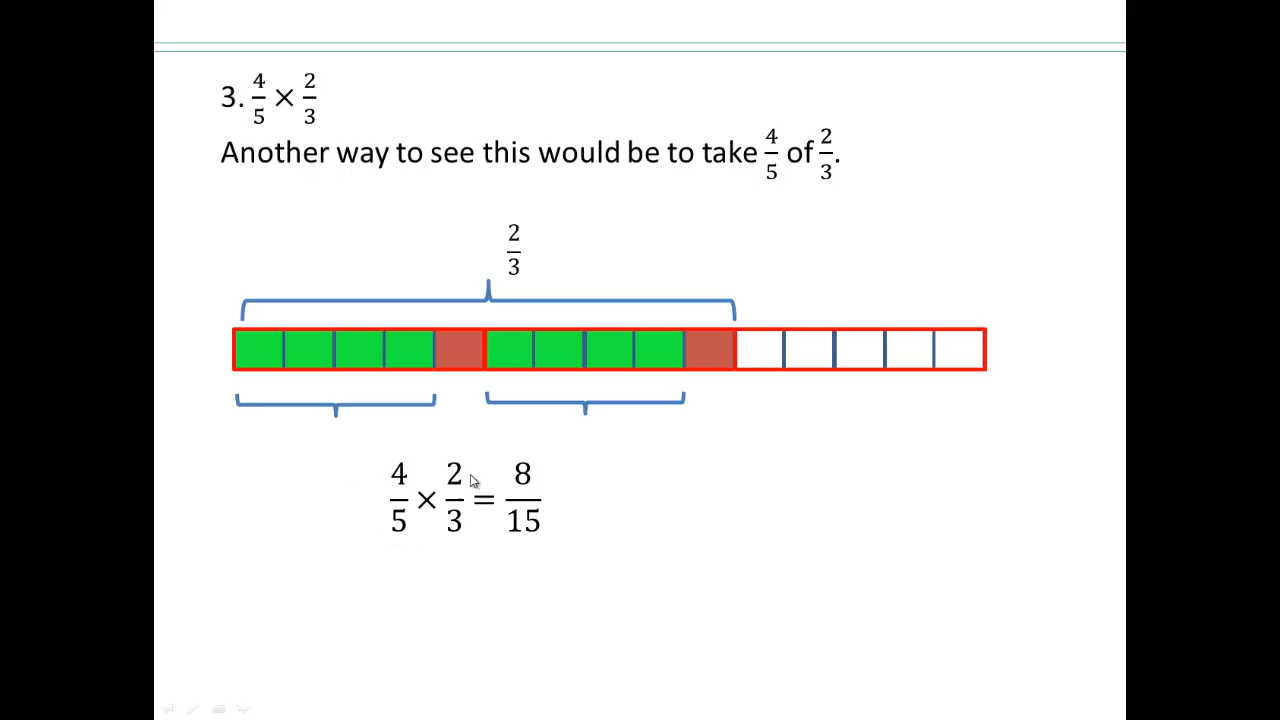 3. 4/5 × 2/3
Another way to see this would be to take 4/5 of 2/3.
2/3
4/5 × 2/3 = 8/15